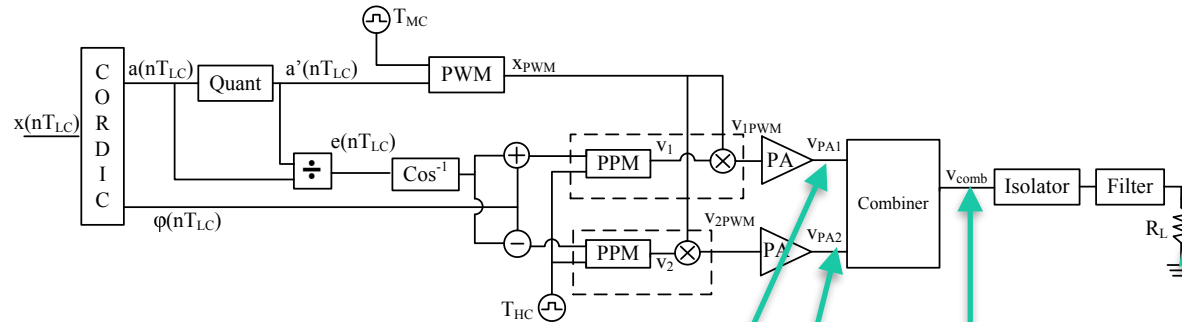 T_MC
C
O
R
D
I
C
x(nT_LC)
a(nT_LC)
Quant
a’(nT_LC)
PWM
x_PWM
÷
e(nT_LC)
Cos⁻¹
φ(nT_LC)
+
−
PPM
v_1
×
v_1PWM
PA
v_PA1
PPM
v_2
×
v_2PWM
PA
v_PA2
T_HC
Combiner
v_comb
Isolator
Filter
R_L